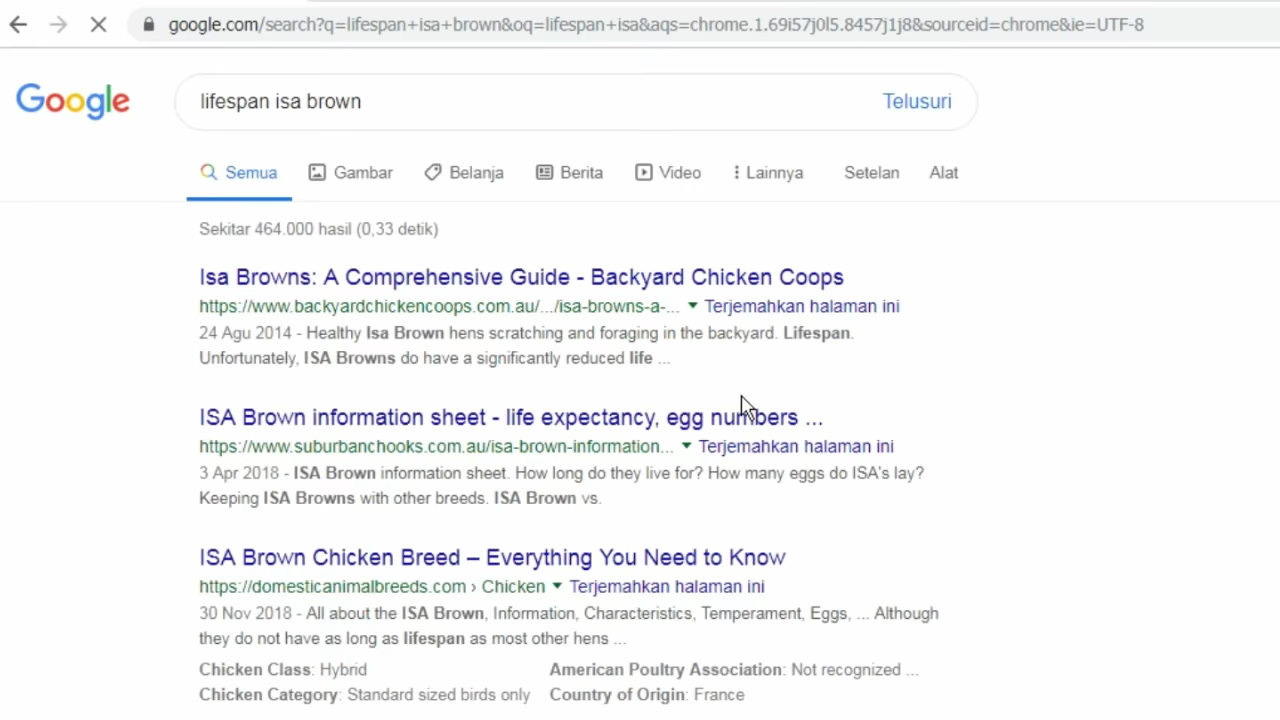 google.com/search?q=lifespan+isa+brown&oq=lifespan+isa&aqs=chrome.1.69i57j0l5.8457j1j8&sourceid=chrome&ie=UTF-8
Google
lifespan isa brown
Telusuri
Semua Gambar Belanja Berita Video Lainnya Setelan Alat
Sekitar 464.000 hasil (0,33 detik)
Isa Browns: A Comprehensive Guide - Backyard Chicken Coops
https://www.backyardchickencoops.com.au/.../isa-browns-a-... Terjemahkan halaman ini
24 Agu 2014 - Healthy Isa Brown hens scratching and foraging in the backyard. Lifespan.
Unfortunately, ISA Browns do have a significantly reduced life ...
ISA Brown information sheet - life expectancy, egg numbers ...
https://www.suburbanchooks.com.au/isa-brown-information... Terjemahkan halaman ini
3 Apr 2018 - ISA Brown information sheet. How long do they live for? How many eggs do ISA's lay?
Keeping ISA Browns with other breeds. ISA Brown vs.
ISA Brown Chicken Breed – Everything You Need to Know
https://domesticanimalbreeds.com › Chicken Terjemahkan halaman ini
30 Nov 2018 - All about the ISA Brown, Information, Characteristics, Temperament, Eggs, ... Although
they do not have as long as lifespan as most other hens ...
Chicken Class: Hybrid American Poultry Association: Not recognized ...
Chicken Category: Standard sized birds only Country of Origin: France